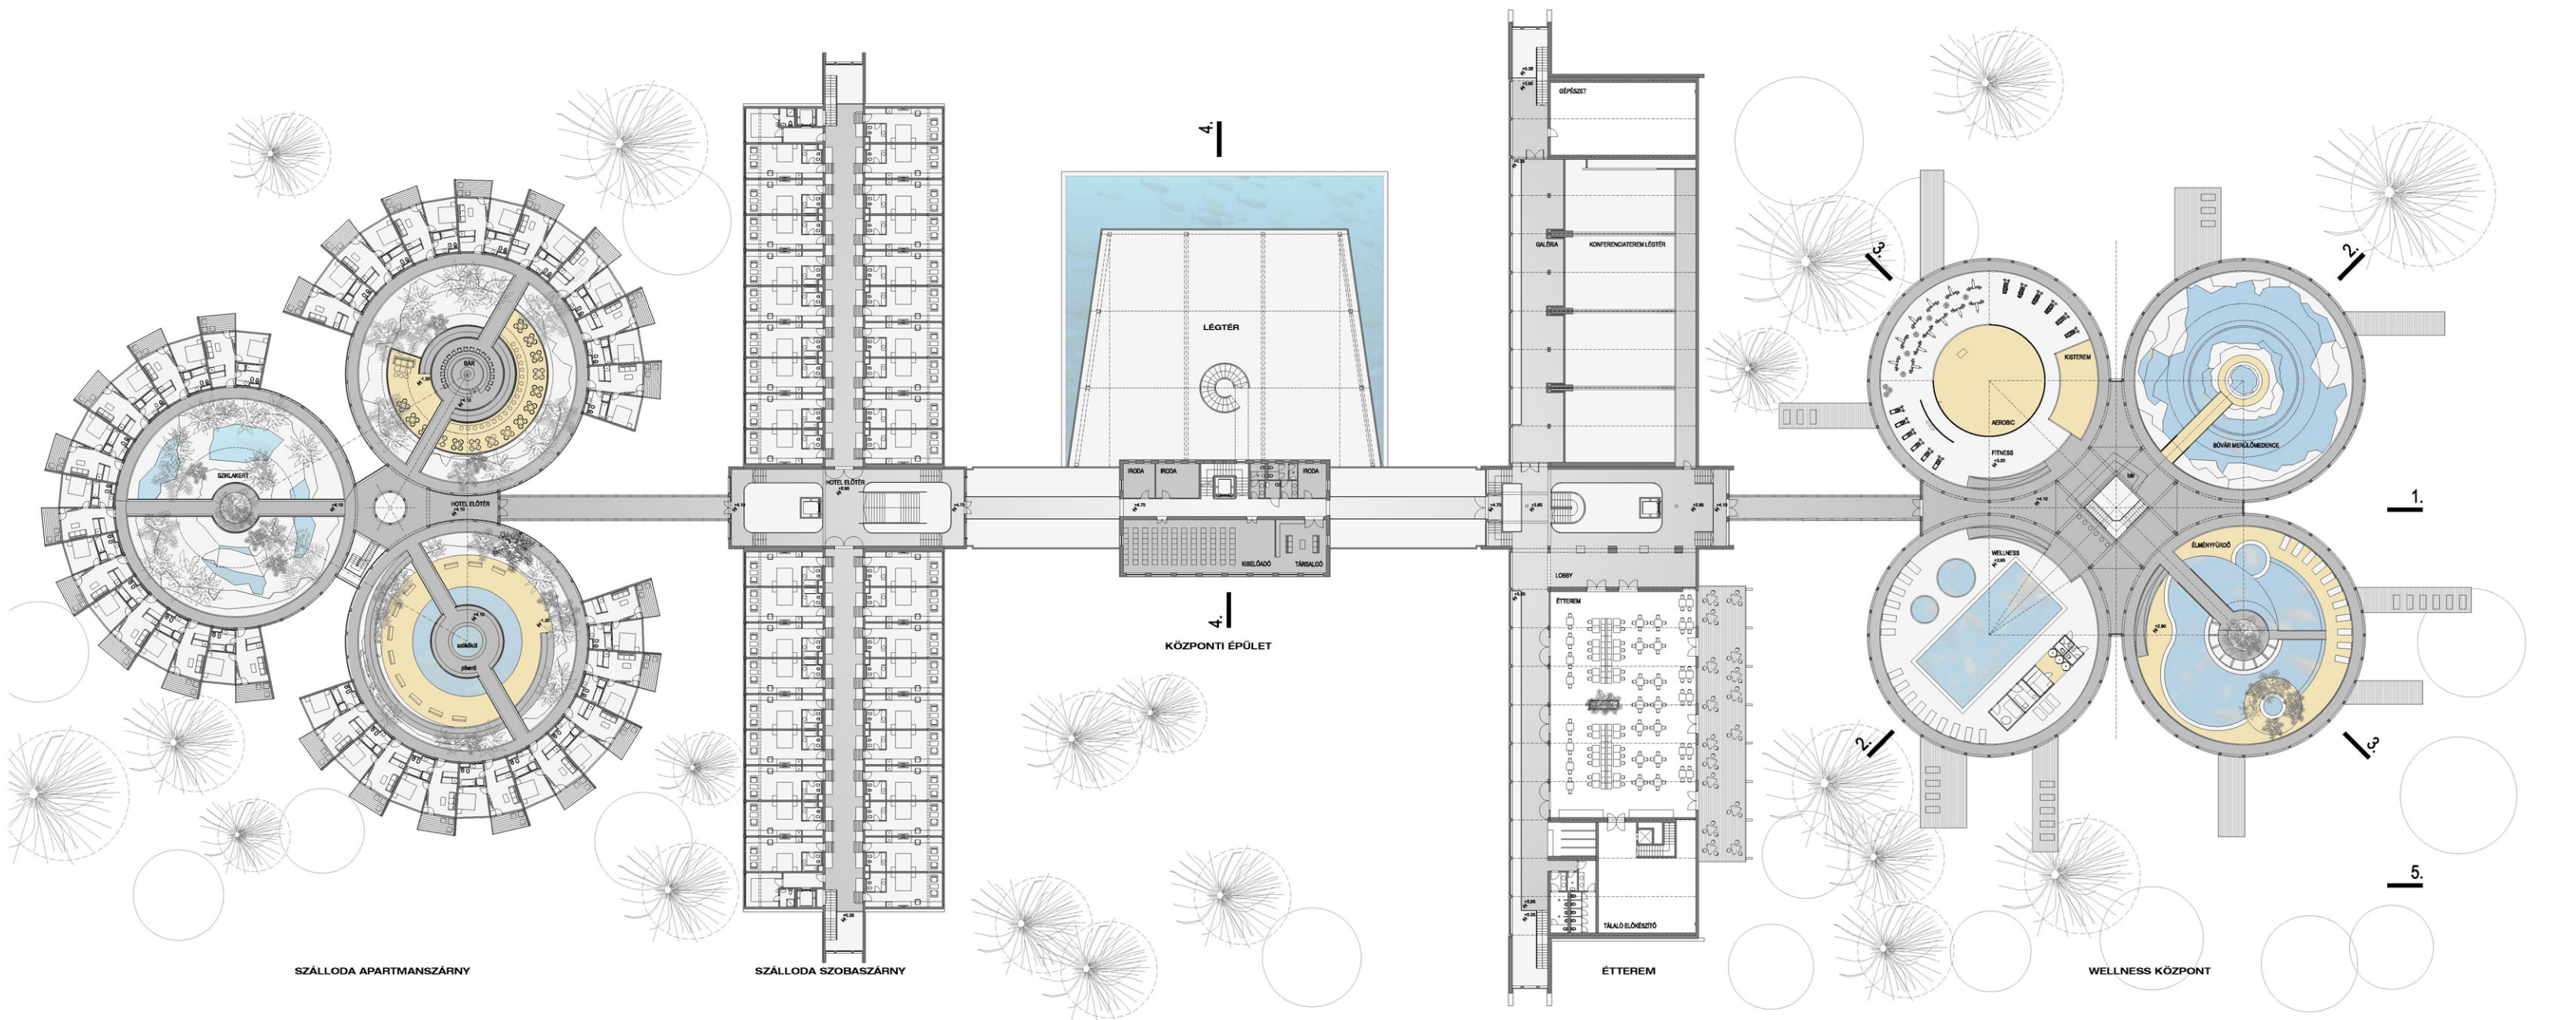 4.
GÉPÉSZET
GALÉRIA
KONFERENCIATEREM LÉGTÉR
3.
2.
LÉGTÉR
KISTEREM
BÁR
AEROBIC
FITNESS
BÚVÁR MERÜLŐMEDENCE
SZIKLAKERT
HOTEL ELŐTÉR
HOTEL ELŐTÉR
IRODA
IRODA
IRODA
bár
1.
KISELŐADÓ
TÁRSALGÓ
LOBBY
WELLNESS
ÉLMÉNYFÜRDŐ
ÉTTEREM
4.
KÖZPONTI ÉPÜLET
szökőkút
pihenő
2.
3.
5.
TÁLALÓ ELŐKÉSZÍTŐ
SZÁLLODA APARTMANSZÁRNY
SZÁLLODA SZOBASZÁRNY
ÉTTEREM
WELLNESS KÖZPONT